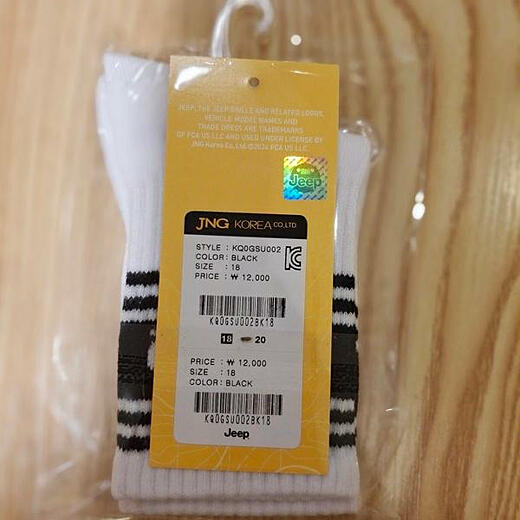 JEEP, THE JEEP GRILLE AND RELATED LOGOS,
VEHICLE MODEL NAMES AND
TRADE DRESS ARE TRADEMARKS
OF FCA US LLC AND USED UNDER LICENSE BY
JNG Korea Co., Ltd. ©2024 FCA US LLC.
Jeep
JNG KOREA CO.,LTD
STYLE : KQ0GSU002
COLOR: BLACK
SIZE : 18
PRICE : ₩ 12,000
KQ0GSU002BK18
18 - 20
PRICE : ₩ 12,000
SIZE : 18
COLOR: BLACK
KQ0GSU002BK18
Jeep